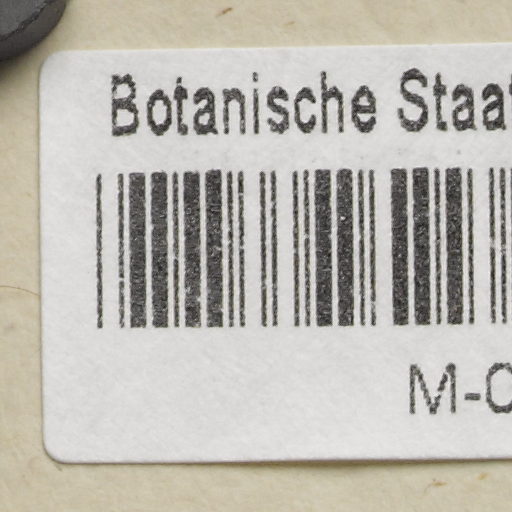 Botanische Staat
M-